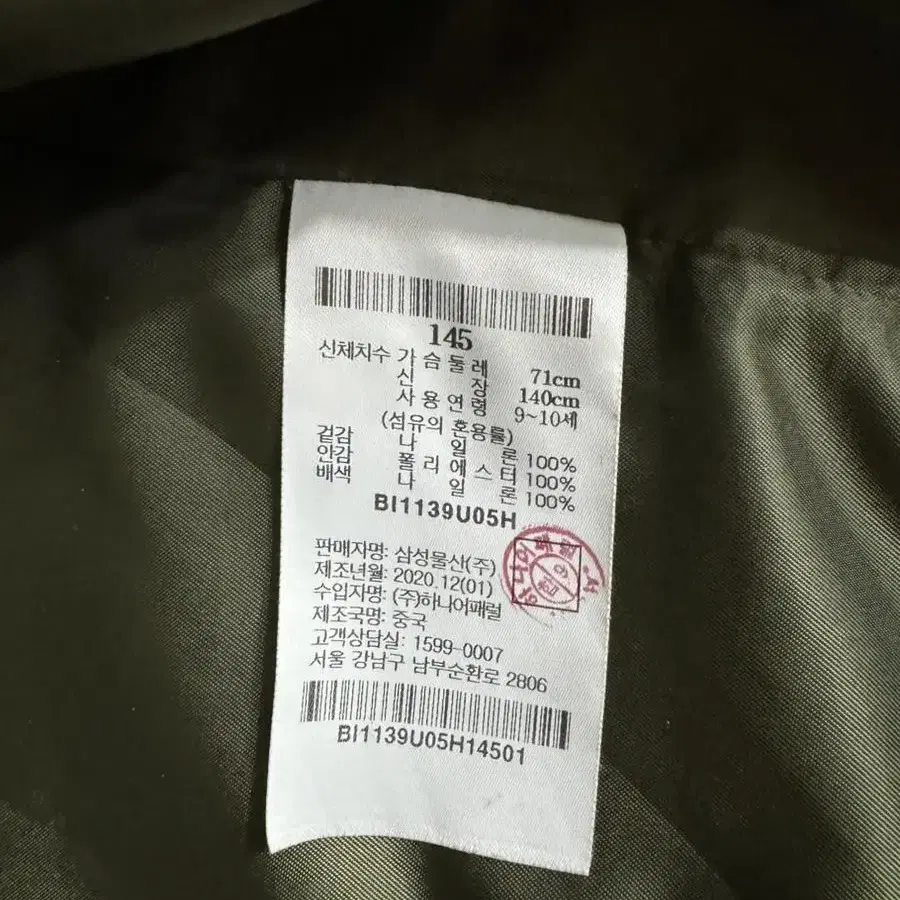 145
신체치수 가 슴 둘 레 71cm
신 장 140cm
사 용 연 령 9~10세
(섬유의 혼용률)
겉감 나 일 론 100%
안감 폴 리 에 스 터 100%
배색 나 일 론 100%
BI1139U05H
판매자명: 삼성물산(주)
제조년월: 2020.12(01)
수입자명: (주)하나어패럴
제조국명: 중국
고객상담실: 1599-0007
서울 강남구 남부순환로 2806
BI1139U05H14501